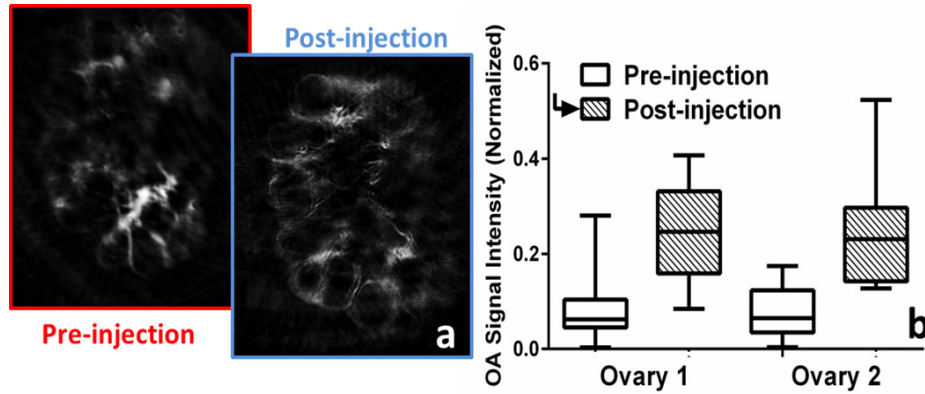 Post-injection
Pre-injection
a
OA Signal Intensity (Normalized)
0.6
0.4
0.2
0.0
Pre-injection
Post-injection
b
Ovary 1
Ovary 2